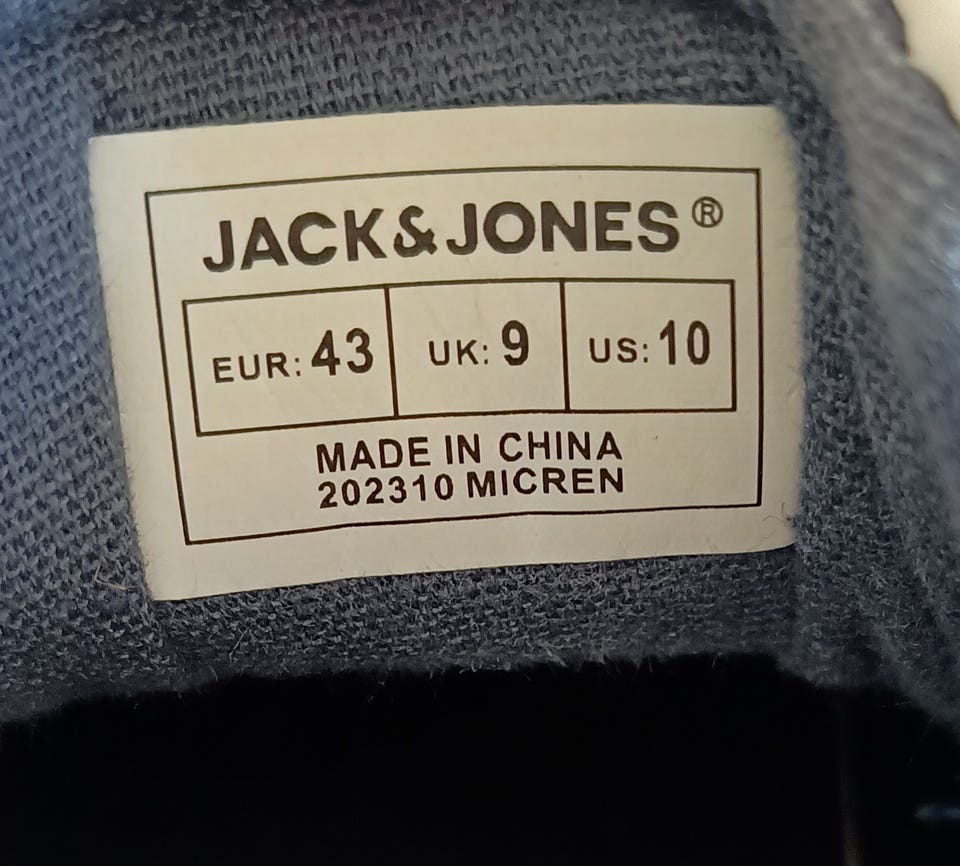 JACK&JONES®
EUR: 43 UK: 9 US: 10
MADE IN CHINA
202310 MICREN